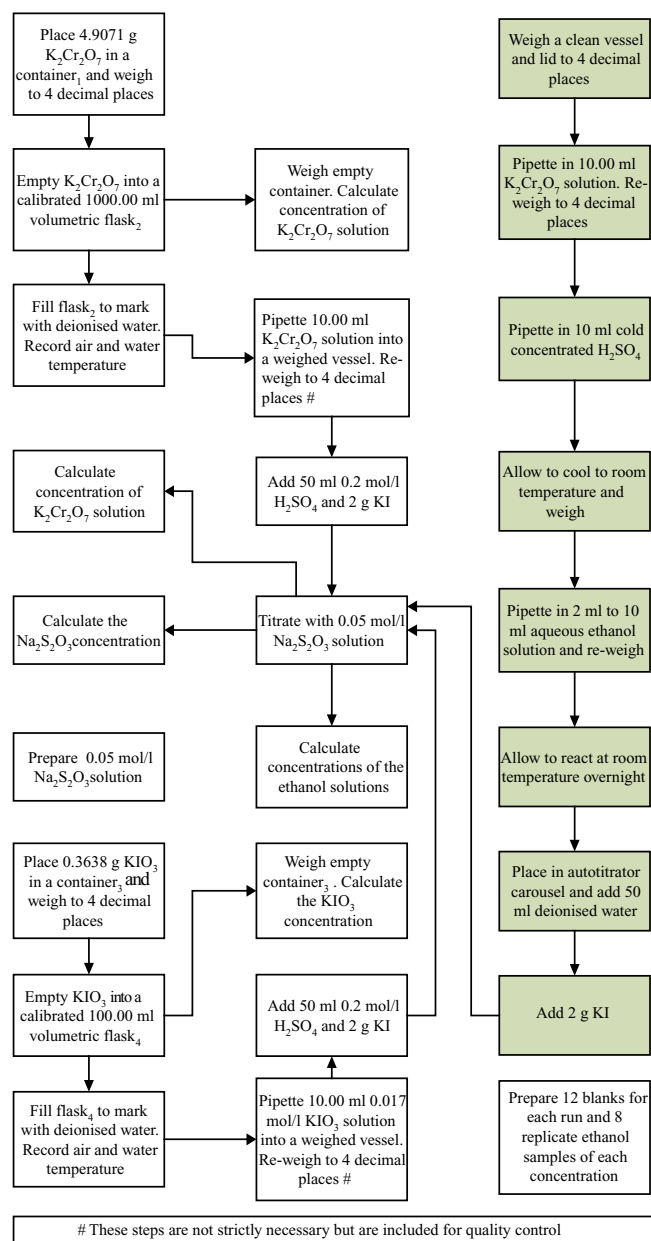 Place 4.9071 g
K₂Cr₂O₇ in a
container₁ and weigh
to 4 decimal places
Empty K₂Cr₂O₇ into a
calibrated 1000.00 ml
volumetric flask₂
Weigh empty
container. Calculate
concentration of
K₂Cr₂O₇ solution
Fill flask₂ to mark
with deionised water.
Record air and water
temperature
Pipette 10.00 ml
K₂Cr₂O₇ solution into
a weighed vessel. Re-
weigh to 4 decimal
places #
Calculate
concentration of
K₂Cr₂O₇ solution
Add 50 ml 0.2 mol/l
H₂SO₄ and 2 g KI
Calculate the
Na₂S₂O₃ concentration
Titrate with 0.05 mol/l
Na₂S₂O₃ solution
Prepare 0.05 mol/l
Na₂S₂O₃ solution
Calculate
concentrations of the
ethanol solutions
Place 0.3638 g KIO₃
in a container₃ and
weigh to 4 decimal
places
Weigh empty
container₃ . Calculate
the KIO₃
concentration
Empty KIO₃ into a
calibrated 100.00 ml
volumetric flask₄
Add 50 ml 0.2 mol/l
H₂SO₄ and 2 g KI
Fill flask₄ to mark
with deionised water.
Record air and water
temperature
Pipette 10.00 ml 0.017
mol/l KIO₃ solution
into a weighed vessel.
Re-weigh to 4 decimal
places #
Weigh a clean vessel
and lid to 4 decimal
places
Pipette in 10.00 ml
K₂Cr₂O₇ solution. Re-
weigh to 4 decimal
places
Pipette in 10 ml cold
concentrated H₂SO₄
Allow to cool to room
temperature and
weigh
Pipette in 2 ml to 10
ml aqueous ethanol
solution and re-weigh
Allow to react at room
temperature overnight
Place in autotitrator
carousel and add 50
ml deionised water
Add 2 g KI
Prepare 12 blanks for
each run and 8
replicate ethanol
samples of each
concentration
# These steps are not strictly necessary but are included for quality control